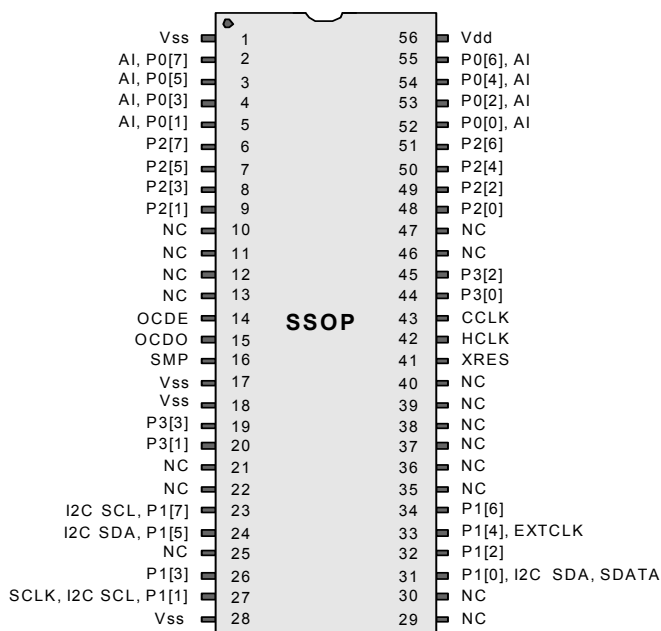 Vss 1 56 Vdd
AI, P0[7] 2 55 P0[6], AI
AI, P0[5] 3 54 P0[4], AI
AI, P0[3] 4 53 P0[2], AI
AI, P0[1] 5 52 P0[0], AI
P2[7] 6 51 P2[6]
P2[5] 7 50 P2[4]
P2[3] 8 49 P2[2]
P2[1] 9 48 P2[0]
NC 10 47 NC
NC 11 46 NC
NC 12 45 P3[2]
NC 13 44 P3[0]
OCDE 14 SSOP 43 CCLK
OCDO 15 42 HCLK
SMP 16 41 XRES
Vss 17 40 NC
Vss 18 39 NC
P3[3] 19 38 NC
P3[1] 20 37 NC
NC 21 36 NC
NC 22 35 NC
I2C SCL, P1[7] 23 34 P1[6]
I2C SDA, P1[5] 24 33 P1[4], EXTCLK
NC 25 32 P1[2]
P1[3] 26 31 P1[0], I2C SDA, SDATA
SCLK, I2C SCL, P1[1] 27 30 NC
Vss 28 29 NC